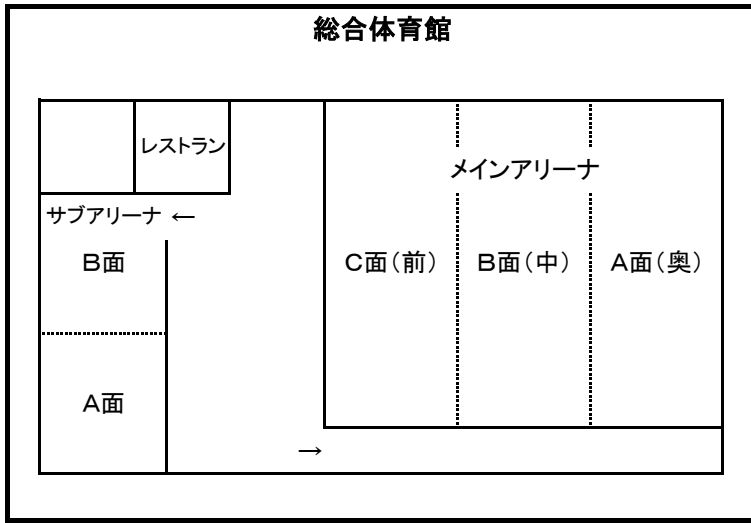 総合体育館
レストラン
メインアリーナ
サブアリーナ ←
B面
C面（前）
B面（中）
A面（奥）
A面
→